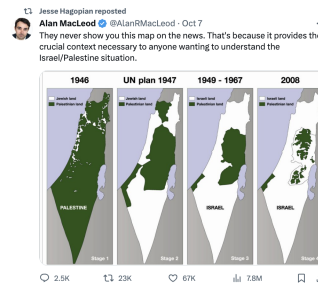 Jesse Hagopian reposted
Alan MacLeod @AlanRMacLeod · Oct 7
They never show you this map on the news. That's because it provides the
crucial context necessary to anyone wanting to understand the
Israel/Palestine situation.
1946 UN plan 1947 1949 - 1967 2008
Jewish land Jewish land Israeli land Israeli land
Palestinian land Palestinian land Palestinian land Palestinian land
PALESTINE ISRAEL ISRAEL
Stage 1 Stage 2 Stage 3 Stage 4
2.5K 23K 67K 7.8M